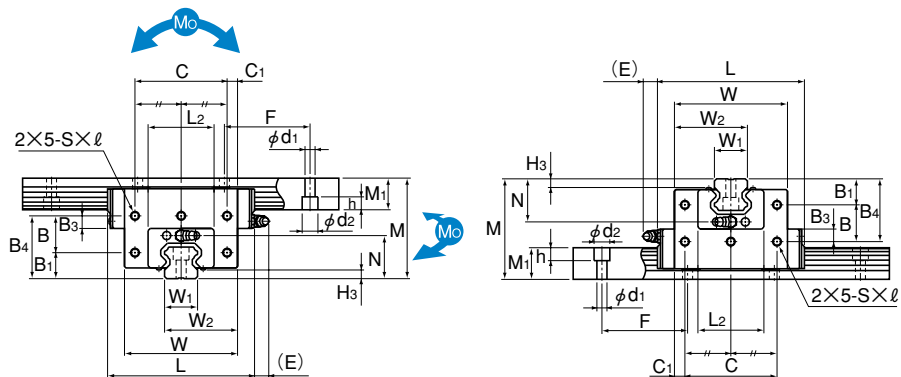 Mo
C
C1
(E)
L
W
L2
F
φd1
2×5-S×ℓ
W2
W1
H3
M1
h
φd2
M
B3
B
B4
B1
N
Mo
H3
W1
W2
W
L
(E)
N
M
M1
h
φd2
φd1
F
L2
C1
C
B1
B3
B
B4
2×5-S×ℓ